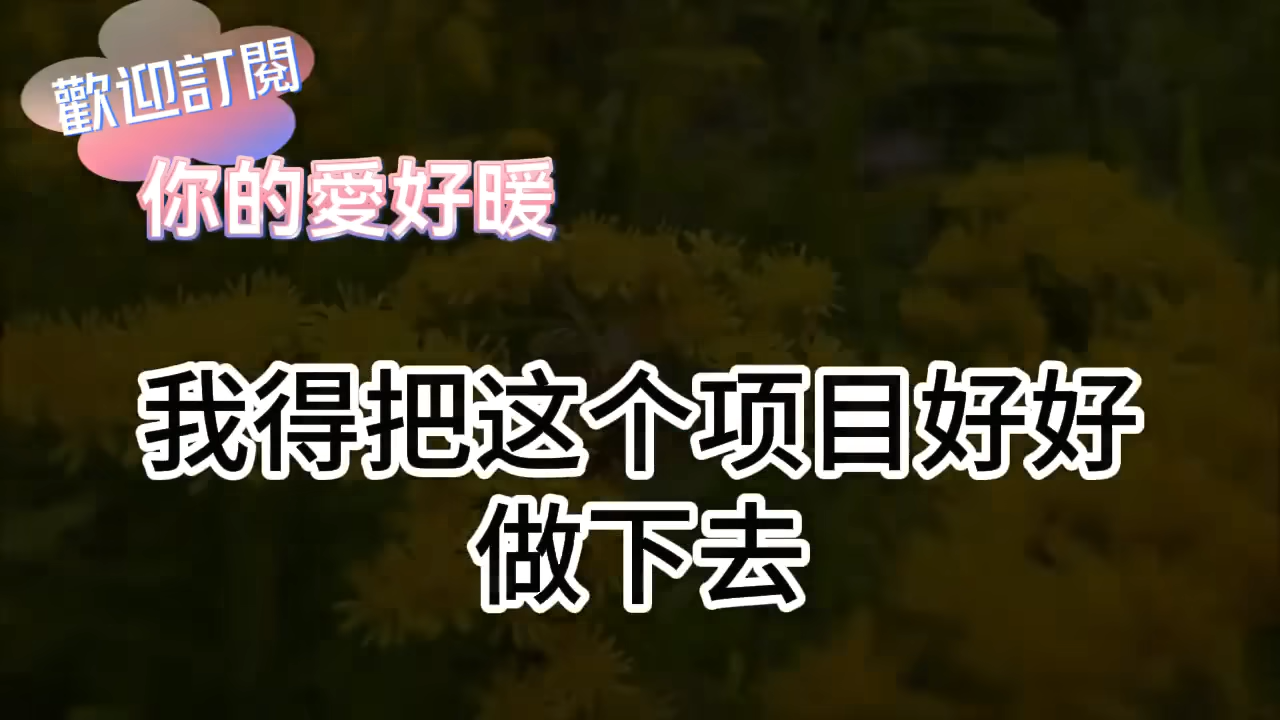 歡迎訂閱
你的愛好暖
我得把这个项目好好
做下去